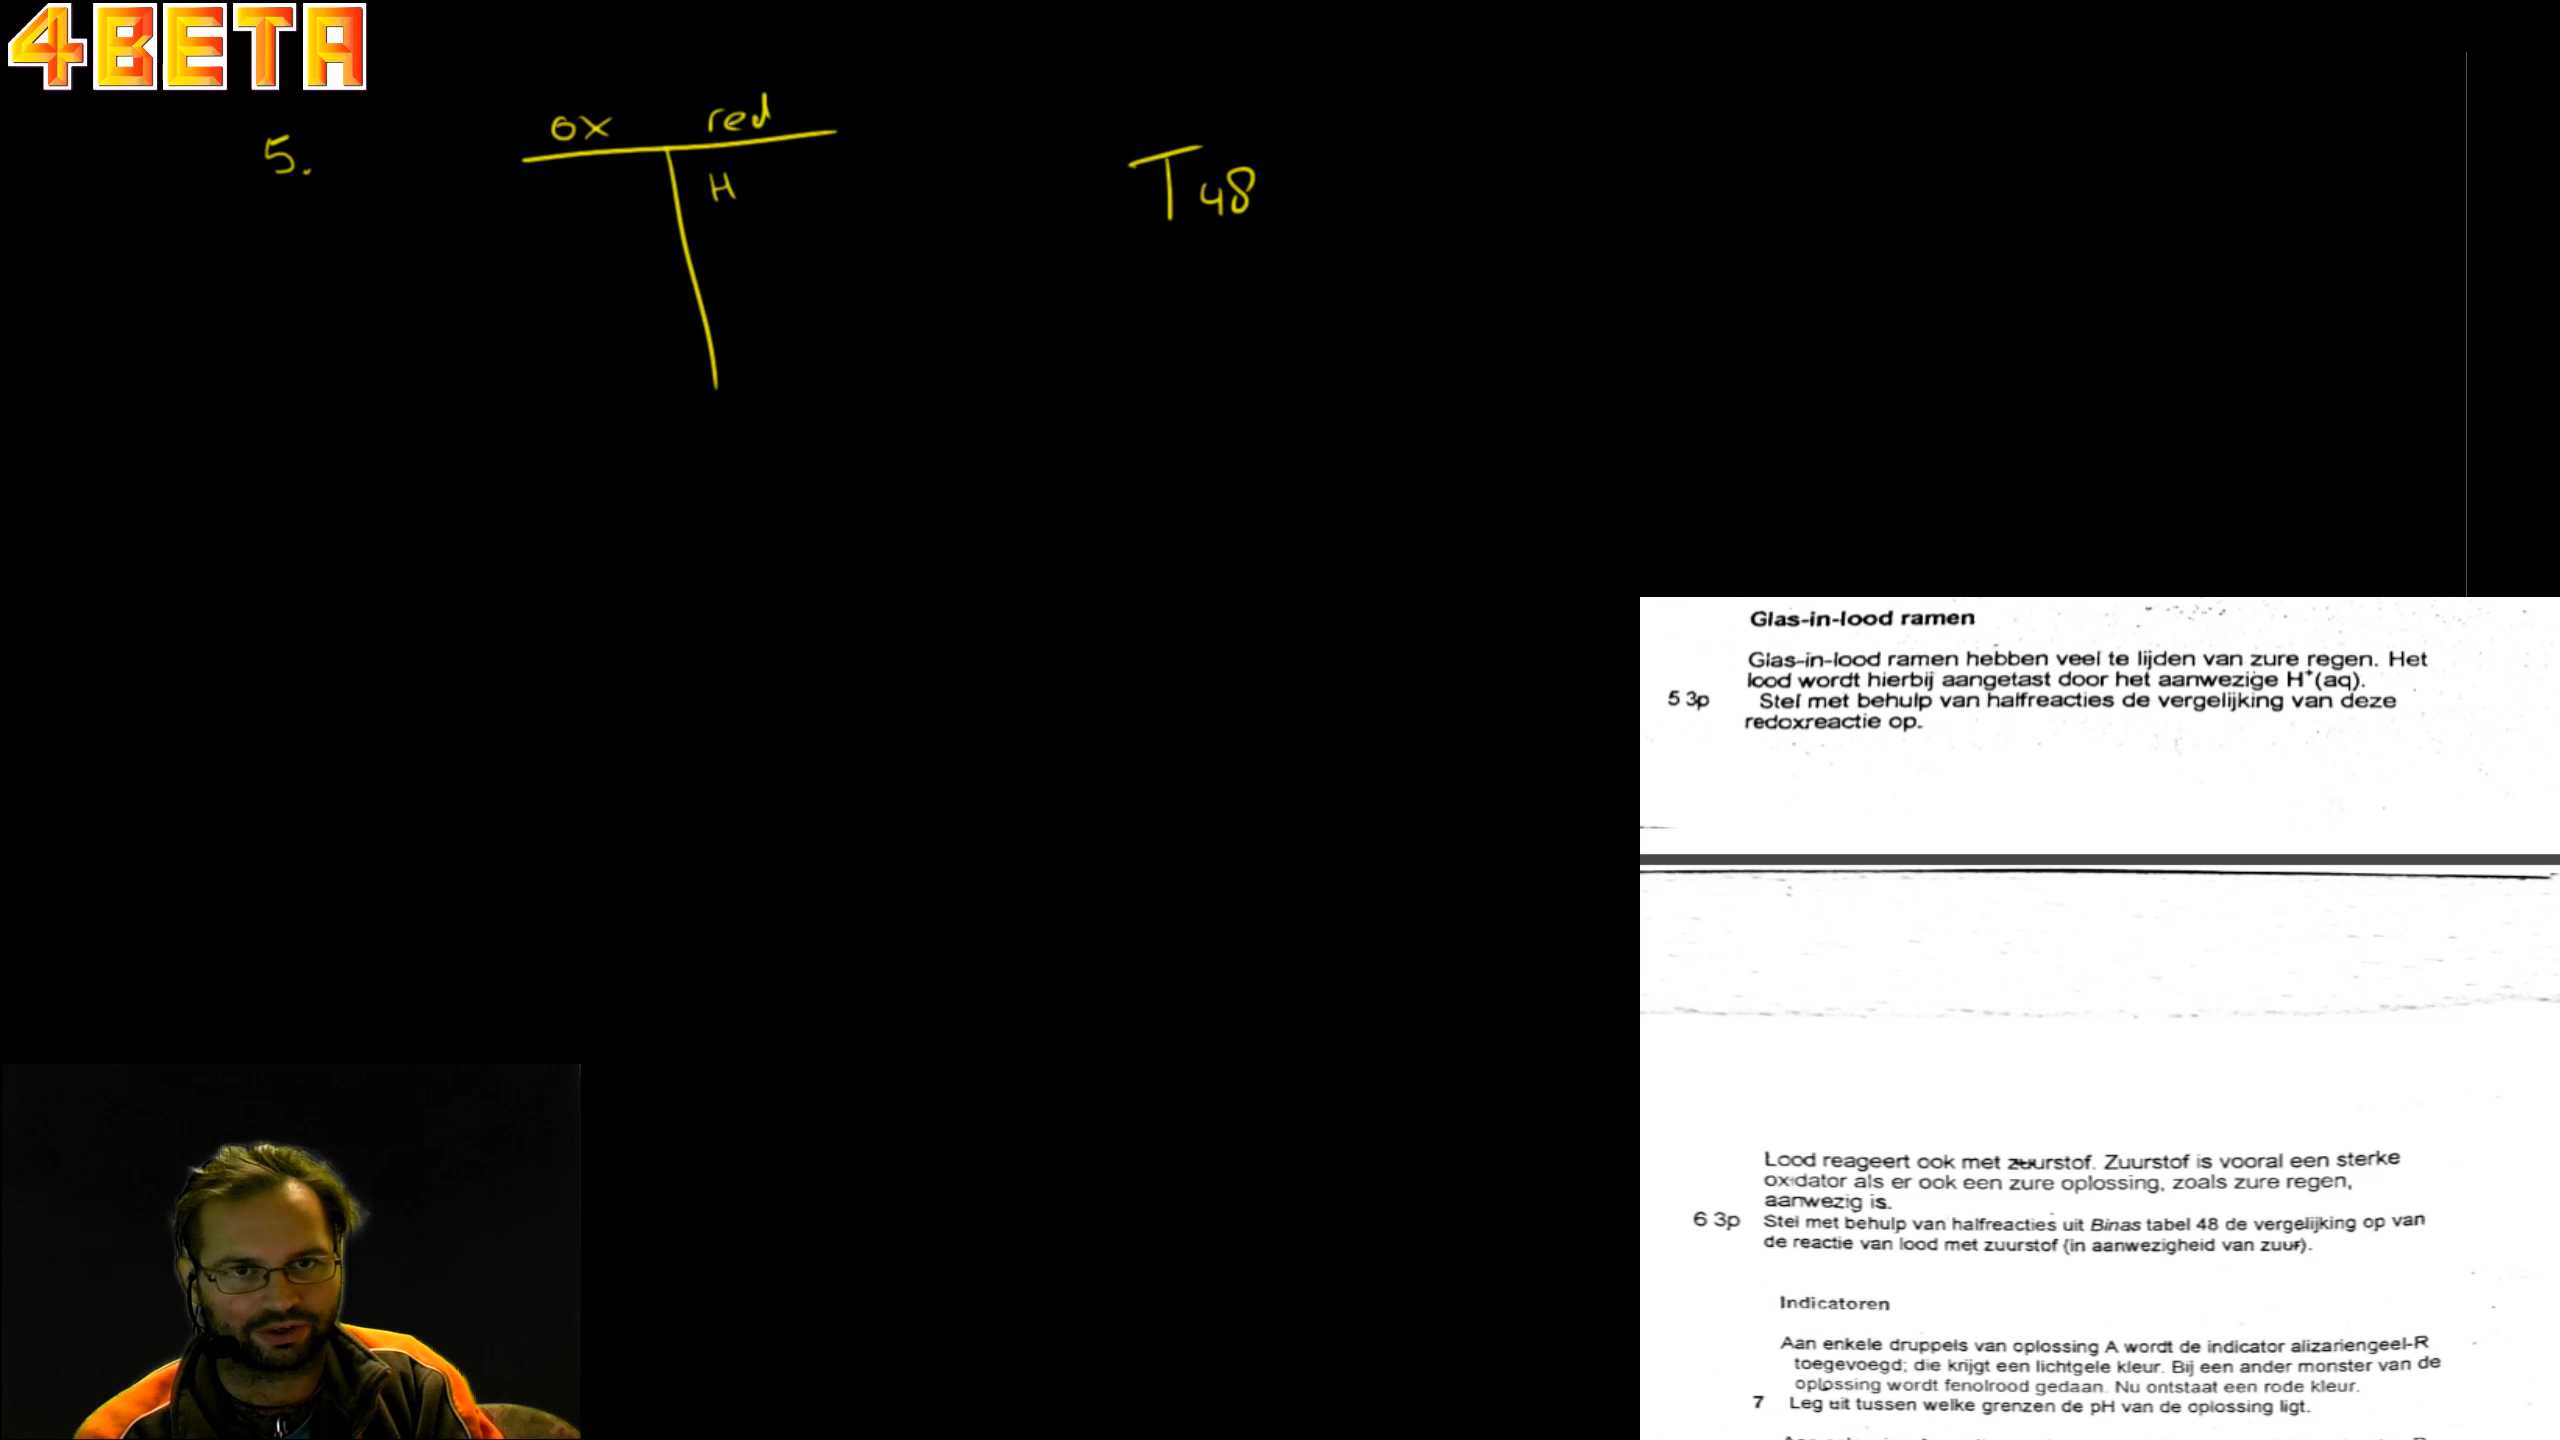 4BETA
5.
ox red
H
T48
Glas-in-lood ramen
Glas-in-lood ramen hebben veel te lijden van zure regen. Het
lood wordt hierbij aangetast door het aanwezige H⁺(aq).
5 3p Stel met behulp van halfreacties de vergelijking van deze
redoxreactie op.
Lood reageert ook met zuurstof. Zuurstof is vooral een sterke
oxidator als er ook een zure oplossing, zoals zure regen,
aanwezig is.
6 3p Stel met behulp van halfreacties uit Binas tabel 48 de vergelijking op van
de reactie van lood met zuurstof (in aanwezigheid van zuur).
Indicatoren
Aan enkele druppels van oplossing A wordt de indicator alizariengeel-R
toegevoegd; die krijgt een lichtgele kleur. Bij een ander monster van de
oplossing wordt fenolrood gedaan. Nu ontstaat een rode kleur.
7 Leg uit tussen welke grenzen de pH van de oplossing ligt.